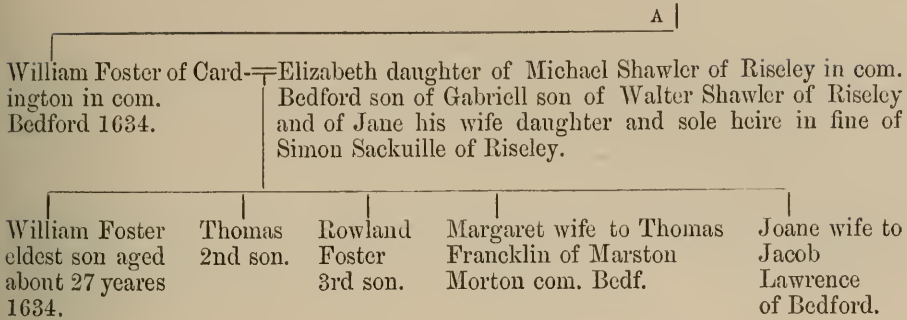 A
William Foster of Card-
ington in com.
Bedford 1634.
Elizabeth daughter of Michael Shawler of Riseley in com.
Bedford son of Gabriell son of Walter Shawler of Riseley
and of Jane his wife daughter and sole heire in fine of
Simon Sackuille of Riseley.
William Foster
eldest son aged
about 27 yeares
1634.
Thomas
2nd son.
Rowland
Foster
3rd son.
Margaret wife to Thomas
Francklin of Marston
Morton com. Bedf.
Joane wife to
Jacob
Lawrence
of Bedford.